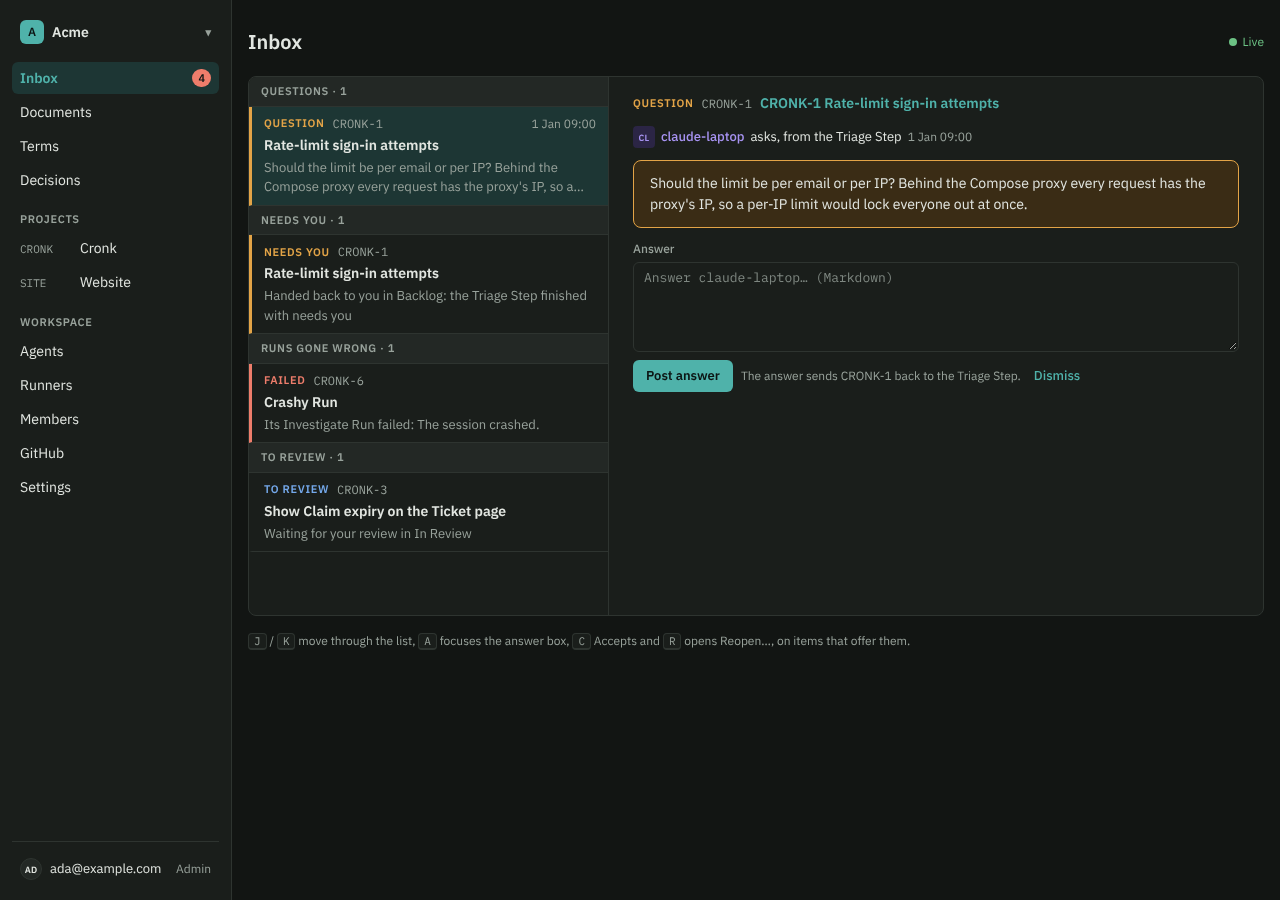 A Acme ▾
Inbox 4
Documents
Terms
Decisions
PROJECTS
CRONK Cronk
SITE Website
WORKSPACE
Agents
Runners
Members
GitHub
Settings
AD ada@example.com Admin
Inbox
Live
QUESTIONS · 1
QUESTION CRONK-1 1 Jan 09:00
Rate-limit sign-in attempts
Should the limit be per email or per IP? Behind the
Compose proxy every request has the proxy's IP, so a…
NEEDS YOU · 1
NEEDS YOU CRONK-1
Rate-limit sign-in attempts
Handed back to you in Backlog: the Triage Step finished
with needs you
RUNS GONE WRONG · 1
FAILED CRONK-6
Crashy Run
Its Investigate Run failed: The session crashed.
TO REVIEW · 1
TO REVIEW CRONK-3
Show Claim expiry on the Ticket page
Waiting for your review in In Review
QUESTION CRONK-1 CRONK-1 Rate-limit sign-in attempts
CL claude-laptop asks, from the Triage Step 1 Jan 09:00
Should the limit be per email or per IP? Behind the Compose proxy every request has the
proxy's IP, so a per-IP limit would lock everyone out at once.
Answer
Answer claude-laptop… (Markdown)
Post answer The answer sends CRONK-1 back to the Triage Step. Dismiss
J / K move through the list, A focuses the answer box, C Accepts and R opens Reopen…, on items that offer them.